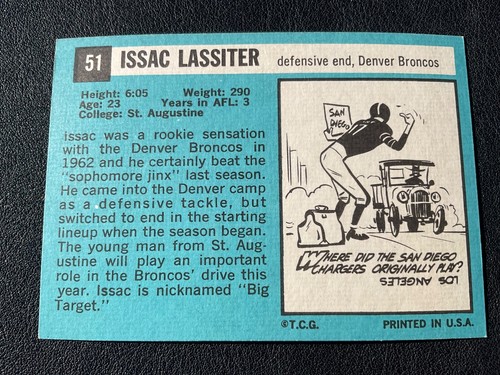 51 ISSAC LASSITER defensive end, Denver Broncos
Height: 6:05 Weight: 290
Age: 23 Years in AFL: 3
College: St. Augustine
Issac was a rookie sensation
with the Denver Broncos in
1962 and he certainly beat the
"sophomore jinx" last season.
He came into the Denver camp
as a defensive tackle, but
switched to end in the starting
lineup when the season began.
The young man from St. Aug-
ustine will play an important
role in the Broncos' drive this
year. Issac is nicknamed "Big
Target."
SAN
DIEGO?
WHERE DID THE SAN DIEGO
CHARGERS ORIGINALLY PLAY?
LOS ANGELES
©T.C.G. PRINTED IN U.S.A.